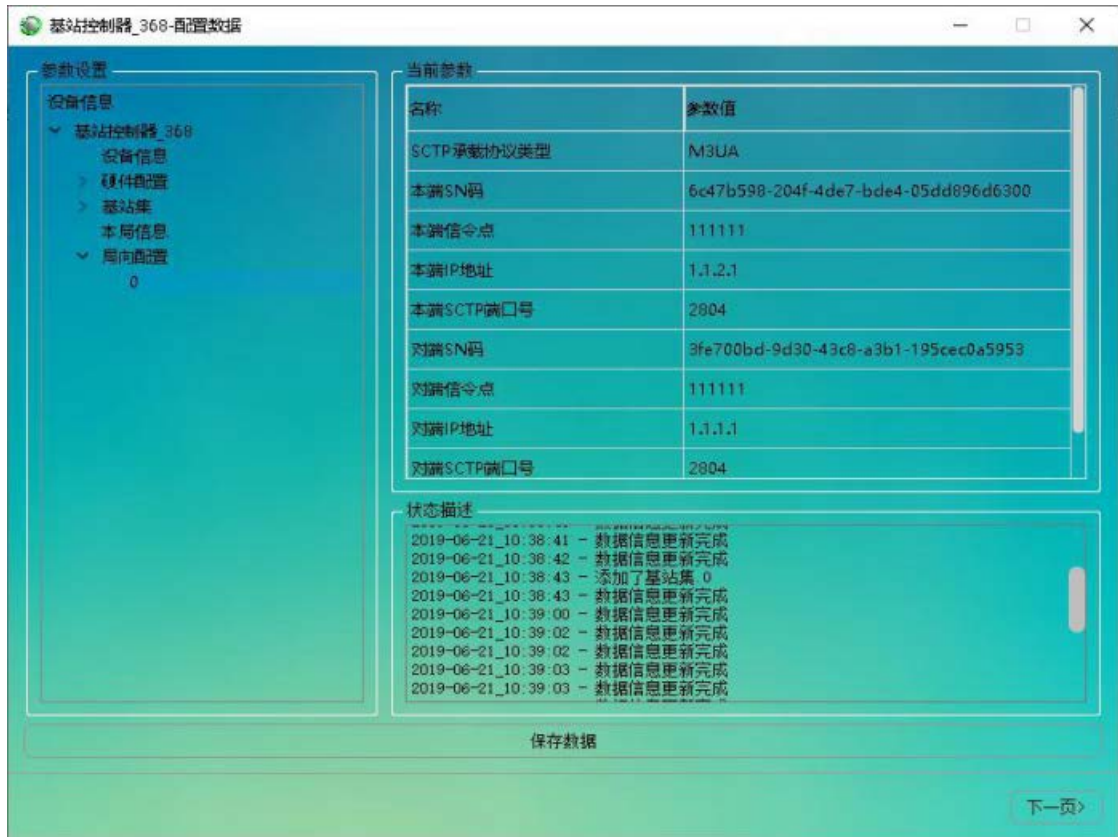 基站控制器_368-配置数据
参数设置
设备信息
基站控制器_368
设备信息
硬件配置
基站集
本局信息
局向配置
0
当前参数
名称 参数值
SCTP承载协议类型 M3UA
本端SN码 6c47b598-204f-4de7-bde4-05dd896d6300
本端信令点 111111
本端IP地址 1.1.2.1
本端SCTP端口号 2804
对端SN码 3fe700bd-9d30-43c8-a3b1-195cec0a5953
对端信令点 111111
对端IP地址 1.1.1.1
对端SCTP端口号 2804
状态描述
2019-06-21_10:38:41 - 数据信息更新完成
2019-06-21_10:38:42 - 数据信息更新完成
2019-06-21_10:38:43 - 添加了基站集 0
2019-06-21_10:38:43 - 数据信息更新完成
2019-06-21_10:39:00 - 数据信息更新完成
2019-06-21_10:39:02 - 数据信息更新完成
2019-06-21_10:39:02 - 数据信息更新完成
2019-06-21_10:39:03 - 数据信息更新完成
2019-06-21_10:39:03 - 数据信息更新完成
保存数据
下一页>